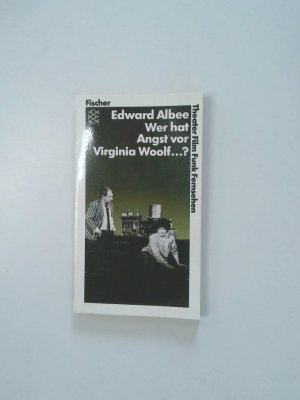 Fischer
Edward Albee
Wer hat
Angst vor
Virginia Woolf...?
Theater Film Funk Fernsehen